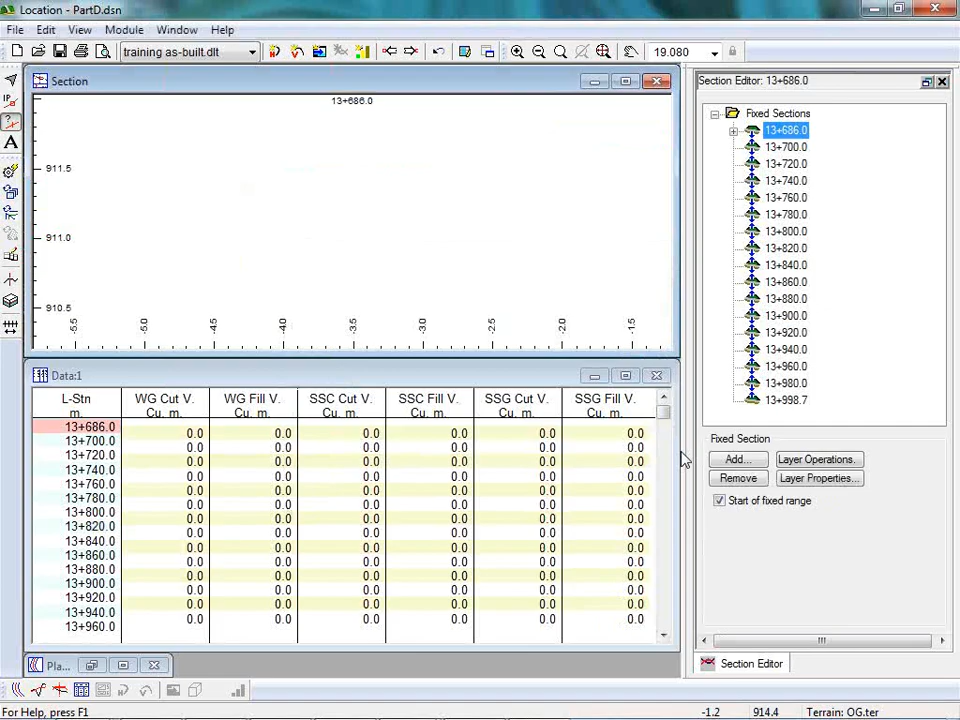 Location - PartD.dsn
File Edit View Module Window Help
training as-built.dlt
19.080
Section
13+686.0
911.5
911.0
910.5
-5.5 -5.0 -4.5 -4.0 -3.5 -3.0 -2.5 -2.0 -1.5
Data:1
L-Stn WG Cut V. WG Fill V. SSC Cut V. SSC Fill V. SSG Cut V. SSG Fill V.
m. Cu. m. Cu. m. Cu. m. Cu. m. Cu. m. Cu. m.
13+686.0
0.0 0.0 0.0 0.0 0.0 0.0
13+700.0
0.0 0.0 0.0 0.0 0.0 0.0
13+720.0
0.0 0.0 0.0 0.0 0.0 0.0
13+740.0
0.0 0.0 0.0 0.0 0.0 0.0
13+760.0
0.0 0.0 0.0 0.0 0.0 0.0
13+780.0
0.0 0.0 0.0 0.0 0.0 0.0
13+800.0
0.0 0.0 0.0 0.0 0.0 0.0
13+820.0
0.0 0.0 0.0 0.0 0.0 0.0
13+840.0
0.0 0.0 0.0 0.0 0.0 0.0
13+860.0
0.0 0.0 0.0 0.0 0.0 0.0
13+880.0
0.0 0.0 0.0 0.0 0.0 0.0
13+900.0
0.0 0.0 0.0 0.0 0.0 0.0
13+920.0
0.0 0.0 0.0 0.0 0.0 0.0
13+940.0
0.0 0.0 0.0 0.0 0.0 0.0
13+960.0
Pla...
Section Editor: 13+686.0
Fixed Sections
13+686.0
13+700.0
13+720.0
13+740.0
13+760.0
13+780.0
13+800.0
13+820.0
13+840.0
13+860.0
13+880.0
13+900.0
13+920.0
13+940.0
13+960.0
13+980.0
13+998.7
Fixed Section
Add... Layer Operations.
Remove Layer Properties...
Start of fixed range
Section Editor
For Help, press F1
-1.2 914.4 Terrain: OG.ter